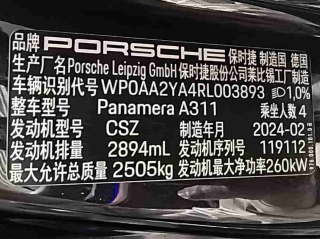 品牌 PORSCHE 保时捷 制造国 德国
生产厂名 Porsche Leipzig GmbH 保时捷股份公司莱比锡工厂制造
车辆识别代号 WP0AA2YA4RL003893 1,0%
整车型号 Panamera A311 乘坐人数 4
发动机型号 CSZ 制造年月 2024-02
发动机排量 2894mL 发动机序列号 119112
最大允许总质量 2505kg 发动机最大净功率 260kW